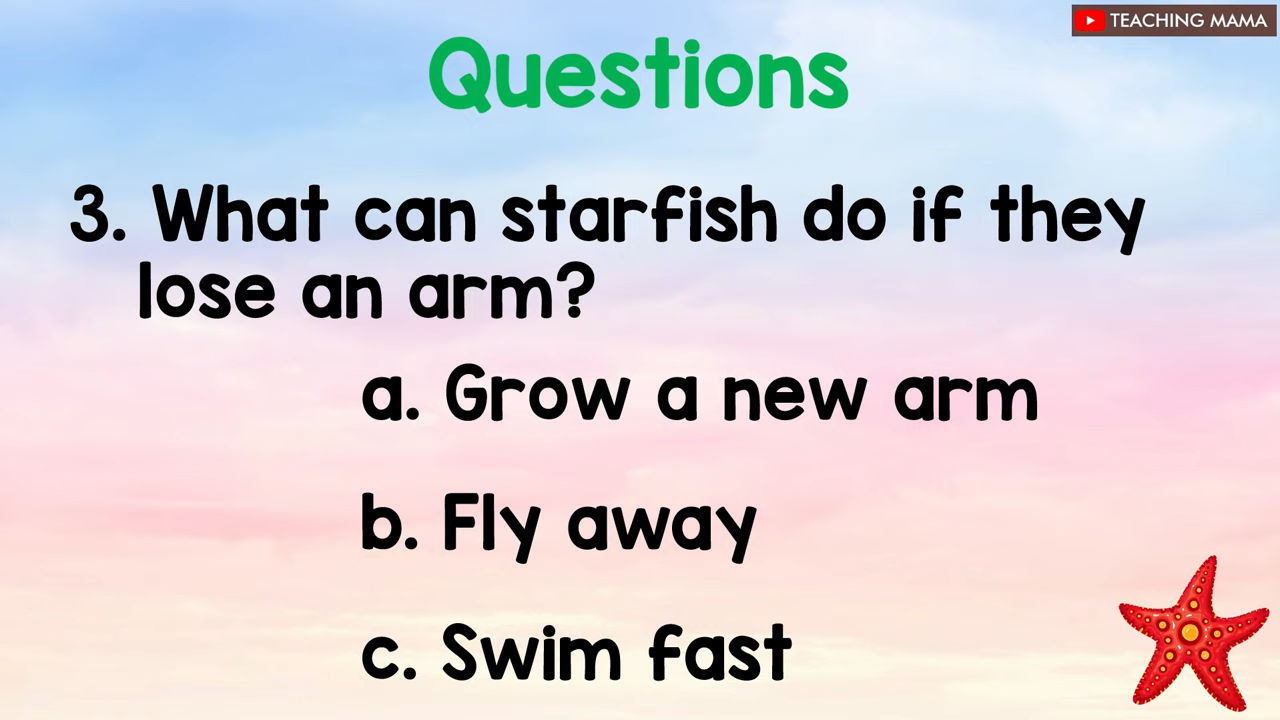 TEACHING MAMA
Questions
3. What can starfish do if they
lose an arm?
a. Grow a new arm
b. Fly away
c. Swim fast